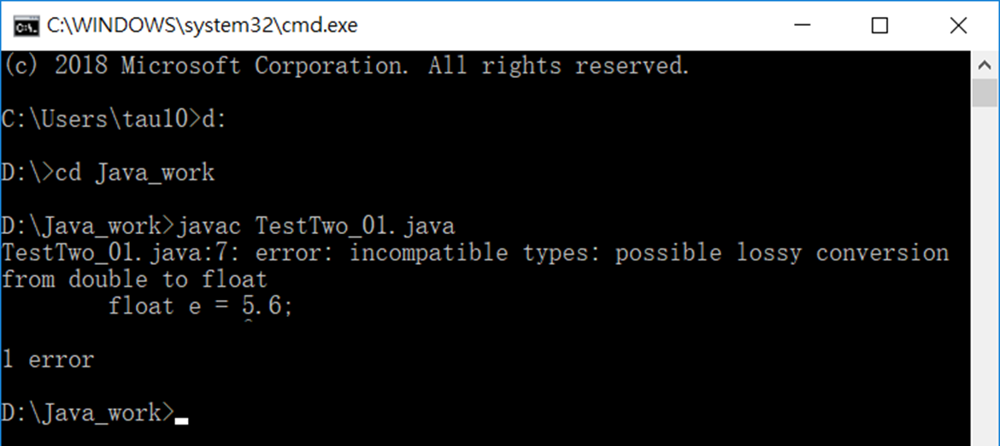 C:\WINDOWS\system32\cmd.exe
(c) 2018 Microsoft Corporation. All rights reserved.
C:\Users\tau10>d:
D:\>cd Java_work
D:\Java_work>javac TestTwo_01.java
TestTwo_01.java:7: error: incompatible types: possible lossy conversion
from double to float
        float e = 5.6;
                  ^
1 error
D:\Java_work>